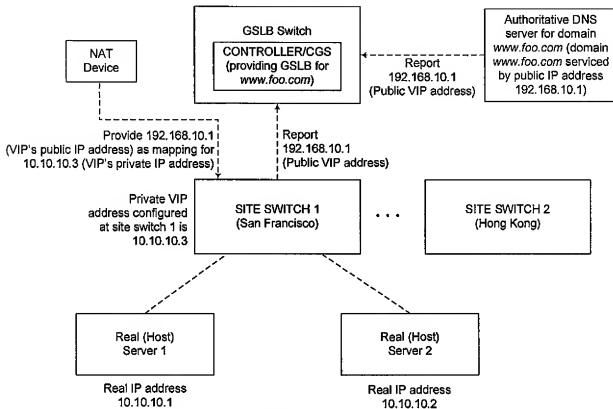 GSLB Switch
CONTROLLER/CGS
(providing GSLB for
www.foo.com)
NAT
Device
Authoritative DNS
server for domain
www.foo.com (domain
www.foo.com serviced
by public IP address
192.168.10.1)
Report
192.168.10.1
(Public VIP address)
Provide 192.168.10.1
(VIP's public IP address) as mapping for
10.10.10.3 (VIP's private IP address)
Report
192.168.10.1
(Public VIP address)
Private VIP
address configured
at site switch 1 is
10.10.10.3
SITE SWITCH 1
(San Francisco)
. . .
SITE SWITCH 2
(Hong Kong)
Real (Host)
Server 1
Real (Host)
Server 2
Real IP address
10.10.10.1
Real IP address
10.10.10.2